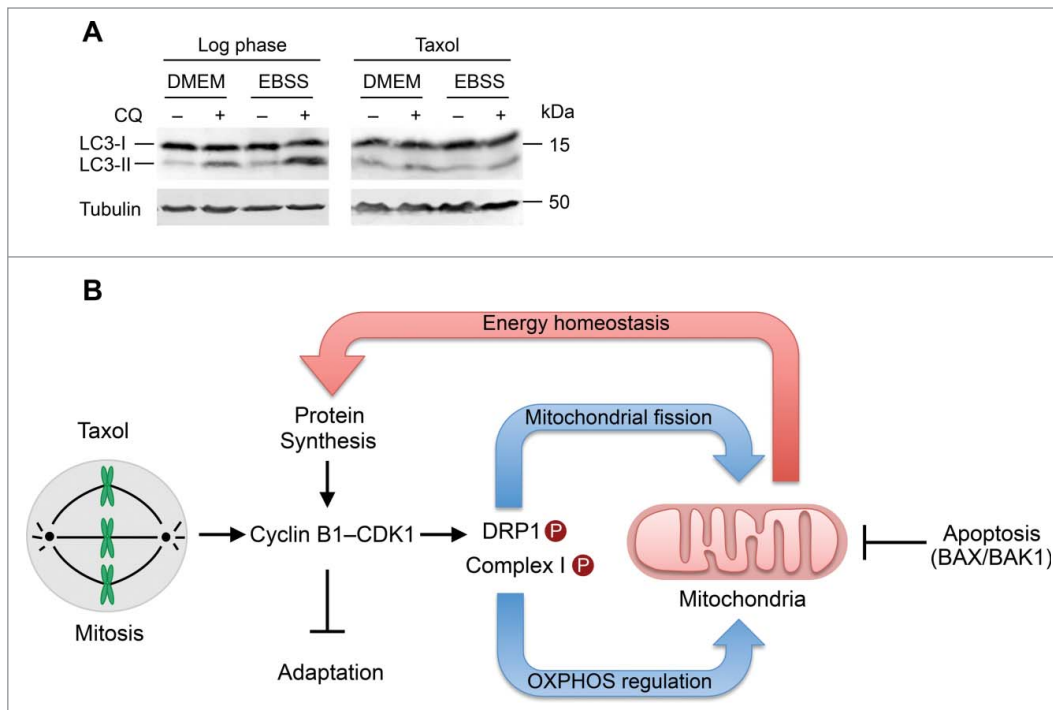 A
Log phase Taxol
DMEM EBSS DMEM EBSS
CQ – + – + – + – + kDa
LC3-I 15
LC3-II
Tubulin 50
B
Energy homeostasis
Protein
Synthesis
Mitochondrial fission
Taxol
Cyclin B1–CDK1
DRP1 P
Complex I P
Apoptosis
(BAX/BAK1)
Mitochondria
Mitosis
Adaptation
OXPHOS regulation